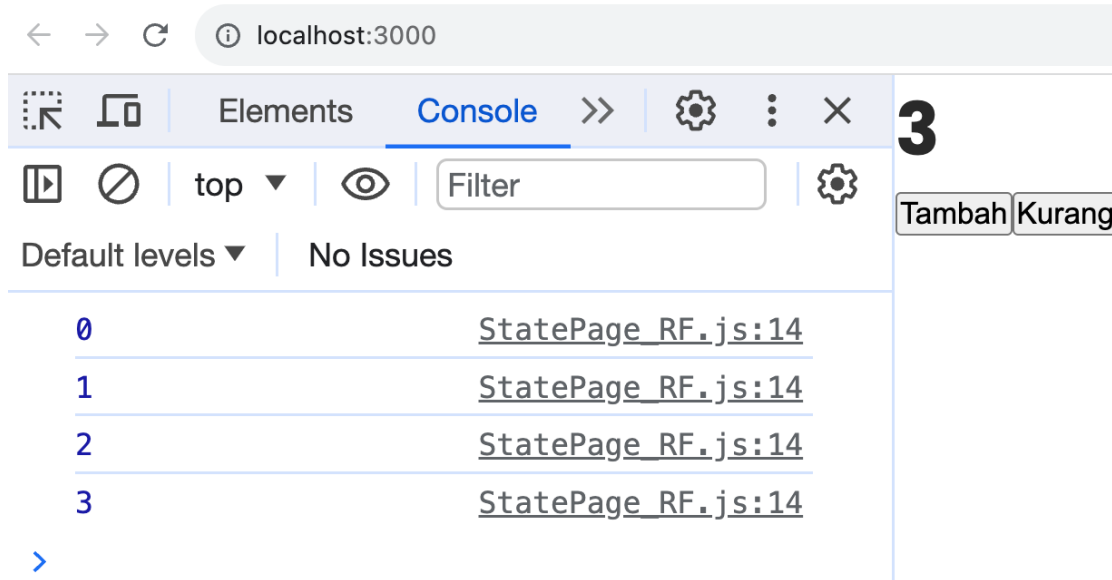 localhost:3000
Elements Console
3
top Filter
Tambah Kurang
Default levels No Issues
0 StatePage_RF.js:14
1 StatePage_RF.js:14
2 StatePage_RF.js:14
3 StatePage_RF.js:14